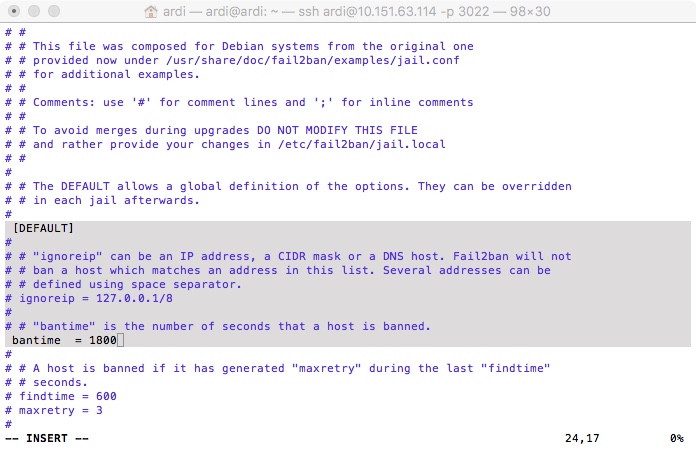 ardi — ardi@ardi: ~ — ssh ardi@10.151.63.114 -p 3022 — 98×30
# #
# # This file was composed for Debian systems from the original one
# # provided now under /usr/share/doc/fail2ban/examples/jail.conf
# # for additional examples.
# #
# # Comments: use '#' for comment lines and ';' for inline comments
# #
# # To avoid merges during upgrades DO NOT MODIFY THIS FILE
# # and rather provide your changes in /etc/fail2ban/jail.local
# #
#
# # The DEFAULT allows a global definition of the options. They can be overridden
# # in each jail afterwards.
#
[DEFAULT]
#
# # "ignoreip" can be an IP address, a CIDR mask or a DNS host. Fail2ban will not
# # ban a host which matches an address in this list. Several addresses can be
# # defined using space separator.
# ignoreip = 127.0.0.1/8
#
# # "bantime" is the number of seconds that a host is banned.
bantime  = 1800
#
# # A host is banned if it has generated "maxretry" during the last "findtime"
# # seconds.
# findtime = 600
# maxretry = 3
#
-- INSERT -- 24,17 0%